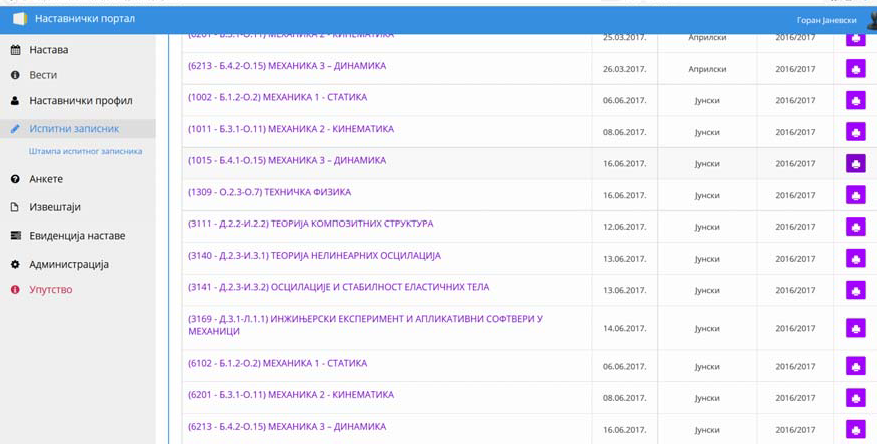 Наставнички портал
Горан Јаневски
Настава
Вести
Наставнички профил
Испитни записник
Штампа испитног записника
Анкете
Извештаји
Евиденција наставе
Администрација
Упутство
(6201 - Б.3.1-О.11) МЕХАНИКА 2 - КИНЕМАТИКА 25.03.2017. Априлски 2016/2017
(6213 - Б.4.2-О.15) МЕХАНИКА 3 – ДИНАМИКА 26.03.2017. Априлски 2016/2017
(1002 - Б.1.2-О.2) МЕХАНИКА 1 - СТАТИКА 06.06.2017. Јунски 2016/2017
(1011 - Б.3.1-О.11) МЕХАНИКА 2 - КИНЕМАТИКА 08.06.2017. Јунски 2016/2017
(1015 - Б.4.1-О.15) МЕХАНИКА 3 – ДИНАМИКА 16.06.2017. Јунски 2016/2017
(1309 - О.2.3-О.7) ТЕХНИЧКА ФИЗИКА 16.06.2017. Јунски 2016/2017
(3111 - Д.2.2-И.2.2) ТЕОРИЈА КОМПОЗИТНИХ СТРУКТУРА 12.06.2017. Јунски 2016/2017
(3140 - Д.2.3-И.3.1) ТЕОРИЈА НЕЛИНЕАРНИХ ОСЦИЛАЦИЈА 13.06.2017. Јунски 2016/2017
(3141 - Д.2.3-И.3.2) ОСЦИЛАЦИЈЕ И СТАБИЛНОСТ ЕЛАСТИЧНИХ ТЕЛА 13.06.2017. Јунски 2016/2017
(3169 - Д.3.1-Л.1.1) ИНЖИЊЕРСКИ ЕКСПЕРИМЕНТ И АПЛИКАТИВНИ СОФТВЕРИ У
МЕХАНИЦИ 14.06.2017. Јунски 2016/2017
(6102 - Б.1.2-О.2) МЕХАНИКА 1 - СТАТИКА 06.06.2017. Јунски 2016/2017
(6201 - Б.3.1-О.11) МЕХАНИКА 2 - КИНЕМАТИКА 08.06.2017. Јунски 2016/2017
(6213 - Б.4.2-О.15) МЕХАНИКА 3 – ДИНАМИКА 16.06.2017. Јунски 2016/2017